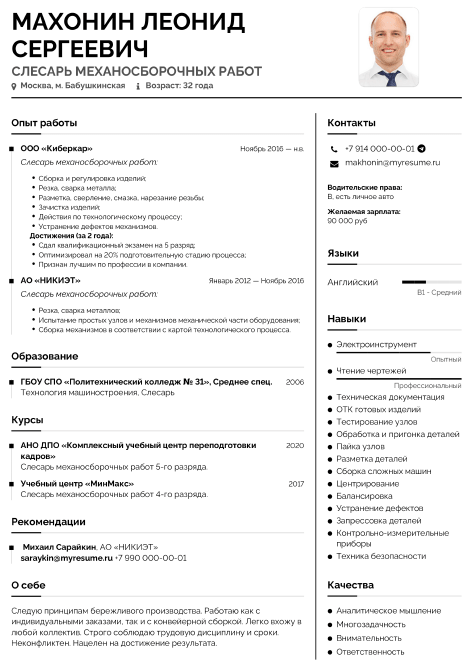 МАХОНИН ЛЕОНИД
СЕРГЕЕВИЧ
СЛЕСАРЬ МЕХАНОСБОРОЧНЫХ РАБОТ
Москва, м. Бабушкинская Возраст: 32 года
Опыт работы
ООО «Киберкар» Ноябрь 2016 — н.в.
Слесарь механосборочных работ:
Сборка и регулировка изделий;
Резка, сварка металла;
Разметка, сверление, смазка, нарезание резьбы;
Зачистка изделий;
Действия по технологическому процессу;
Устранение дефектов механизмов.
Достижения (за 2 года):
Сдал квалификационный экзамен на 5 разряд;
Оптимизировал на 20% подготовительную стадию процесса;
Признан лучшим по профессии в компании.
АО «НИКИЭТ» Январь 2012 — Ноябрь 2016
Слесарь механосборочных работ:
Резка, сварка металлов;
Испытание простых узлов и механизмов механической части оборудования;
Сборка механизмов в соответствии с картой технологического процесса.
Образование
ГБОУ СПО «Политехнический колледж № 31», Среднее спец. 2006
Технология машиностроения, Слесарь
Курсы
АНО ДПО «Комплексный учебный центр переподготовки 2020
кадров»
Слесарь механосборочных работ 5-го разряда.
Учебный центр «МинМакс» 2017
Слесарь механосборочных работ 4-го разряда.
Рекомендации
Михаил Сарайкин, АО «НИКИЭТ»
saraykin@myresume.ru +7 990 000-00-01
О себе
Следую принципам бережливого производства. Работаю как с
индивидуальными заказами, так и с конвейерной сборкой. Легко вхожу в
любой коллектив. Строго соблюдаю трудовую дисциплину и сроки.
Неконфликтен. Нацелен на достижение результата.
Контакты
+7 914 000-00-01
makhonin@myresume.ru
Водительские права:
B, есть личное авто
Желаемая зарплата:
90 000 руб
Языки
Английский
B1 - Средний
Навыки
Электроинструмент
Опытный
Чтение чертежей
Профессиональный
Техническая документация
ОТК готовых изделий
Тестирование узлов
Обработка и пригонка деталей
Пайка узлов
Разметка деталей
Сборка сложных машин
Центрирование
Балансировка
Устранение дефектов
Запрессовка деталей
Контрольно-измерительные
приборы
Техника безопасности
Качества
Аналитическое мышление
Многозадачность
Внимательность
Ответственность